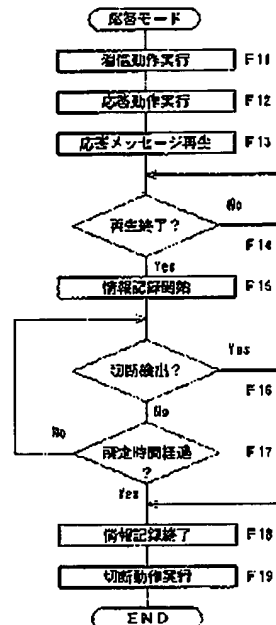 応答モード
着信動作実行 F11
応答動作実行 F12
応答メッセージ再生 F13
再生終了?
No
F14
Yes
情報記録開始 F15
切断検出?
Yes
F16
No
No
所定時間経過
?
F17
Yes
情報記録終了 F18
切断動作実行 F19
END